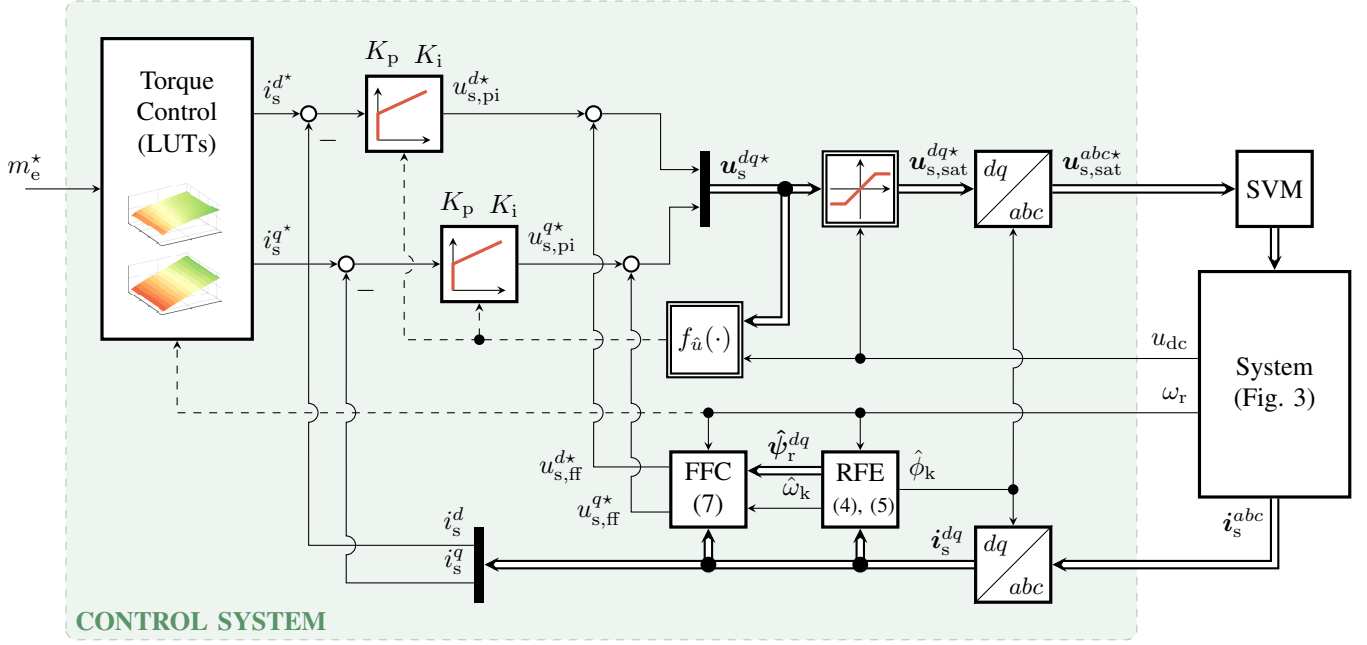 Torque
Control
(LUTs)
m_e^⋆
i_s^{d⋆}
i_s^{q⋆}
−
−
K_p K_i
K_p K_i
u_{s,pi}^{d⋆}
u_{s,pi}^{q⋆}
u_s^{dq⋆}
u_{s,sat}^{dq⋆}
dq
abc
u_{s,sat}^{abc⋆}
SVM
f_û(·)
u_dc
ω_r
System
(Fig. 3)
u_{s,ff}^{d⋆}
u_{s,ff}^{q⋆}
FFC
(7)
ψ̂_r^{dq}
ω̂_k
RFE
(4), (5)
ϕ̂_k
i_s^d
i_s^q
i_s^{dq}
dq
abc
i_s^{abc}
CONTROL SYSTEM